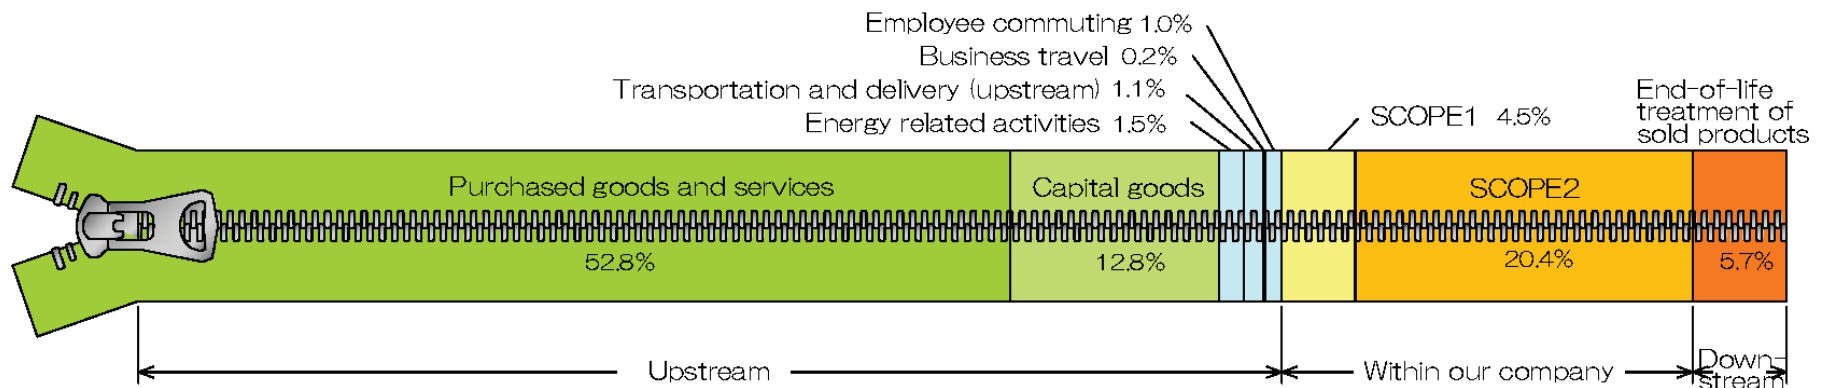 Employee commuting 1.0%
Business travel 0.2%
Transportation and delivery (upstream) 1.1%
Energy related activities 1.5%
SCOPE1 4.5%
End-of-life
treatment of
sold products
Purchased goods and services
Capital goods
SCOPE2
52.8%
12.8%
20.4%
5.7%
Upstream
Within our company
Down-
stream